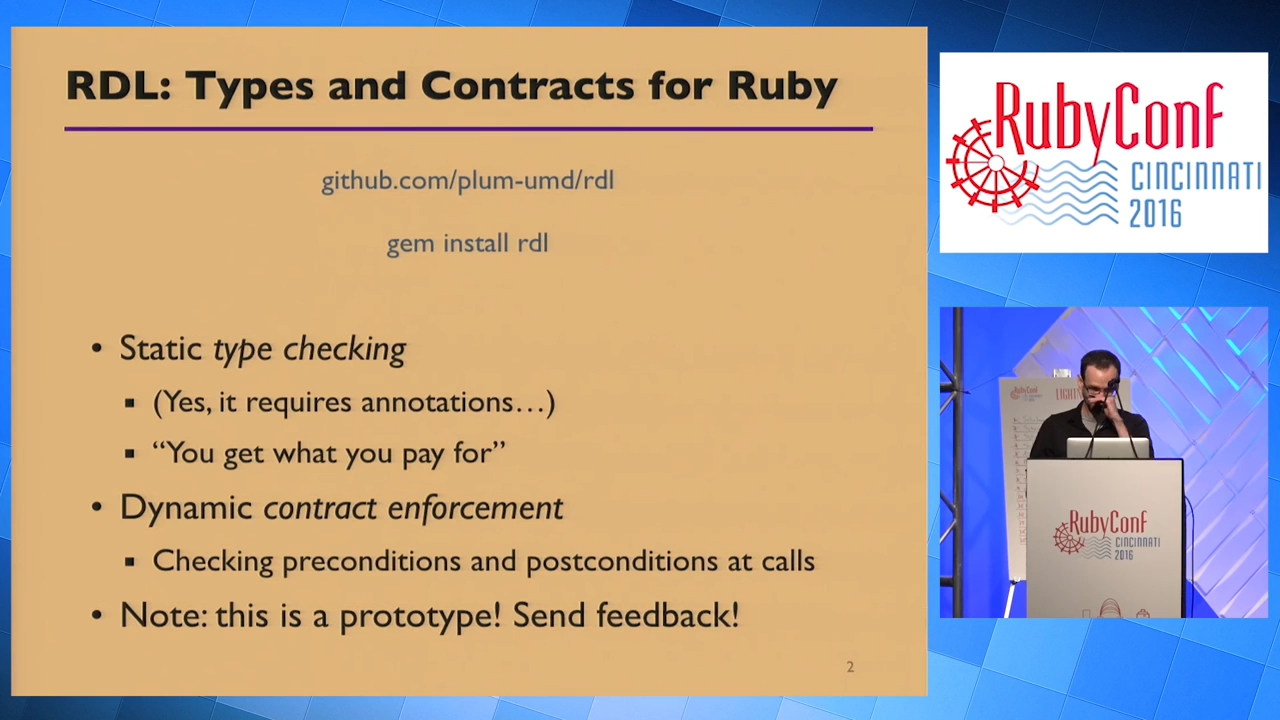 RDL: Types and Contracts for Ruby
github.com/plum-umd/rdl
gem install rdl
• Static type checking
▪ (Yes, it requires annotations…)
▪ “You get what you pay for”
• Dynamic contract enforcement
▪ Checking preconditions and postconditions at calls
• Note: this is a prototype! Send feedback!
2
RubyConf
CINCINNATI
2016
RubyConf
LIGHT
RubyConf
CINCINNATI
2016